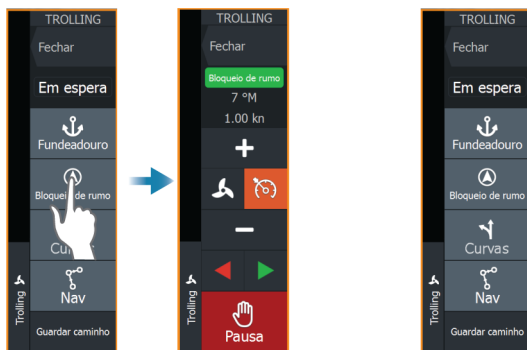 TROLLING
Fechar
Em espera
Fundeadouro
Bloqueio de rumo
Cu
Nav
Guardar caminho
Trolling
TROLLING
Fechar
Bloqueio de rumo
7 °M
1.00 kn
+
−
Pausa
Trolling
TROLLING
Fechar
Em espera
Fundeadouro
Bloqueio de rumo
Curvas
Nav
Guardar caminho
Trolling